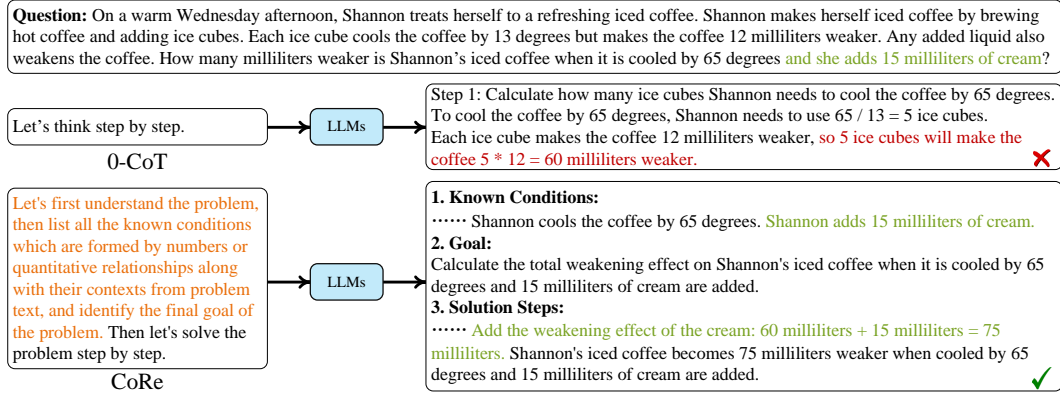 Question: On a warm Wednesday afternoon, Shannon treats herself to a refreshing iced coffee. Shannon makes herself iced coffee by brewing
hot coffee and adding ice cubes. Each ice cube cools the coffee by 13 degrees but makes the coffee 12 milliliters weaker. Any added liquid also
weakens the coffee. How many milliliters weaker is Shannon's iced coffee when it is cooled by 65 degrees and she adds 15 milliliters of cream?
Let's think step by step.
0-CoT
LLMs
Step 1: Calculate how many ice cubes Shannon needs to cool the coffee by 65 degrees.
To cool the coffee by 65 degrees, Shannon needs to use 65 / 13 = 5 ice cubes.
Each ice cube makes the coffee 12 milliliters weaker, so 5 ice cubes will make the
coffee 5 * 12 = 60 milliliters weaker.
Let's first understand the problem,
then list all the known conditions
which are formed by numbers or
quantitative relationships along
with their contexts from problem
text, and identify the final goal of
the problem. Then let's solve the
problem step by step.
CoRe
LLMs
1. Known Conditions:
······ Shannon cools the coffee by 65 degrees. Shannon adds 15 milliliters of cream.
2. Goal:
Calculate the total weakening effect on Shannon's iced coffee when it is cooled by 65
degrees and 15 milliliters of cream are added.
3. Solution Steps:
······ Add the weakening effect of the cream: 60 milliliters + 15 milliliters = 75
milliliters. Shannon's iced coffee becomes 75 milliliters weaker when cooled by 65
degrees and 15 milliliters of cream are added.